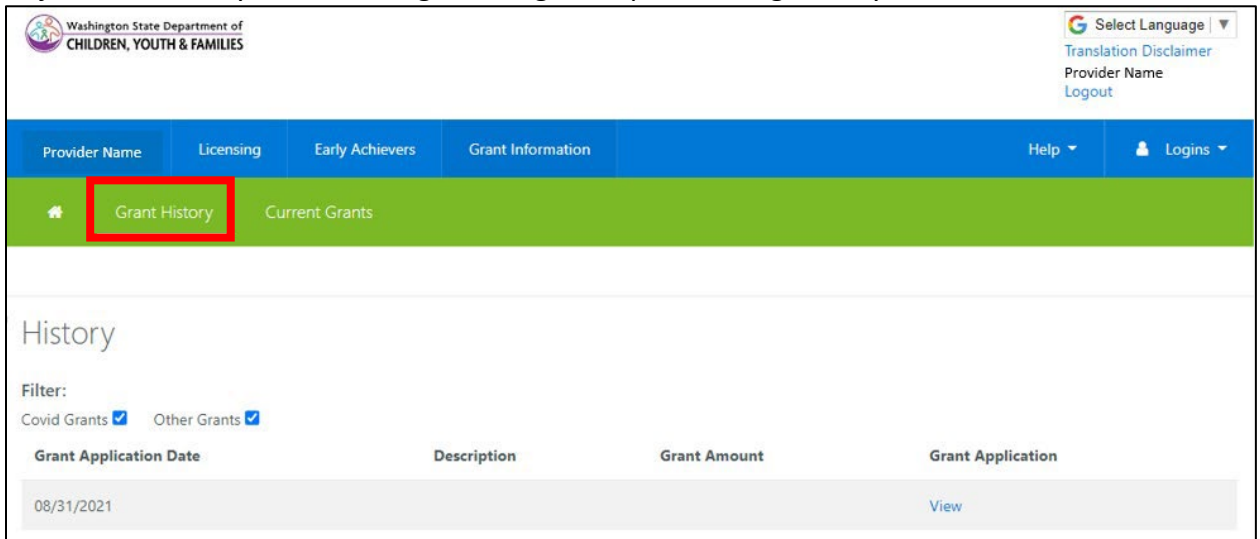 Washington State Department of
CHILDREN, YOUTH & FAMILIES
Select Language
Translation Disclaimer
Provider Name
Logout
Provider Name Licensing Early Achievers Grant Information Help Logins
Grant History Current Grants
History
Filter:
Covid Grants Other Grants
Grant Application Date Description Grant Amount Grant Application
08/31/2021 View